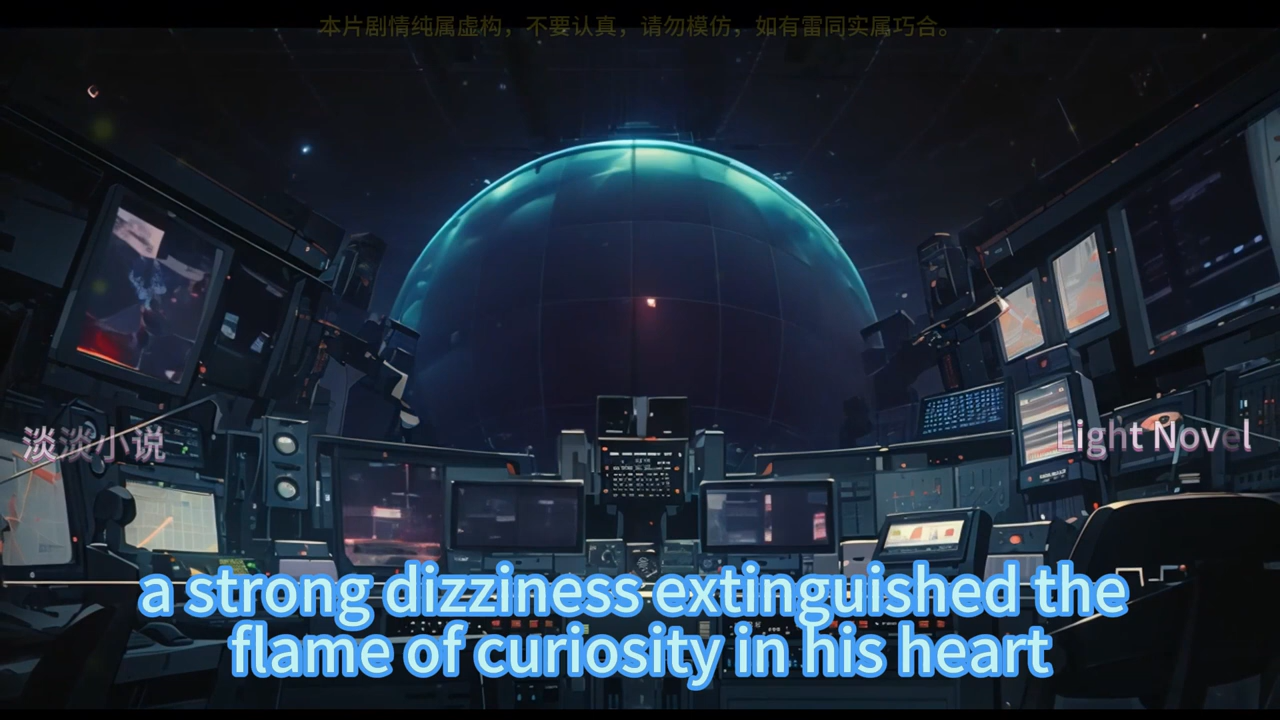 本片剧情纯属虚构，不要认真，请勿模仿，如有雷同实属巧合。
淡淡小说
Light Novel
a strong dizziness extinguished the
flame of curiosity in his heart